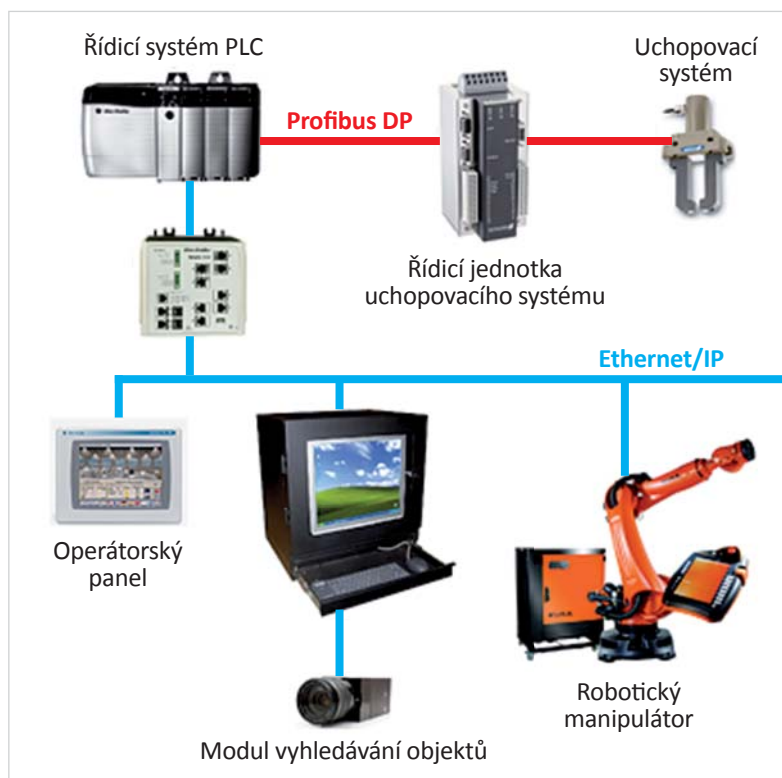 Řídicí systém PLC
Uchopovací
systém
Profibus DP
Řídicí jednotka
uchopovacího systému
Ethernet/IP
Operátorský
panel
KUKA
Robotický
manipulátor
Modul vyhledávání objektů